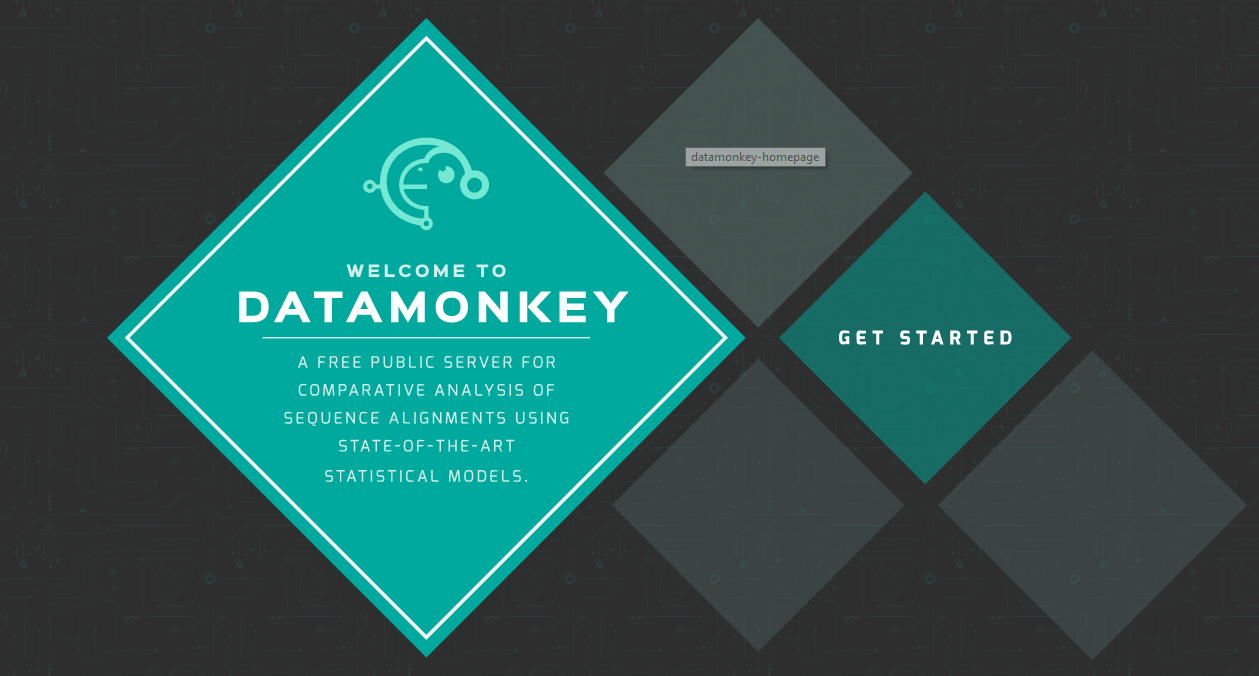 WELCOME TO
DATAMONKEY
A FREE PUBLIC SERVER FOR
COMPARATIVE ANALYSIS OF
SEQUENCE ALIGNMENTS USING
STATE-OF-THE-ART
STATISTICAL MODELS.
datamonkey-homepage
GET STARTED